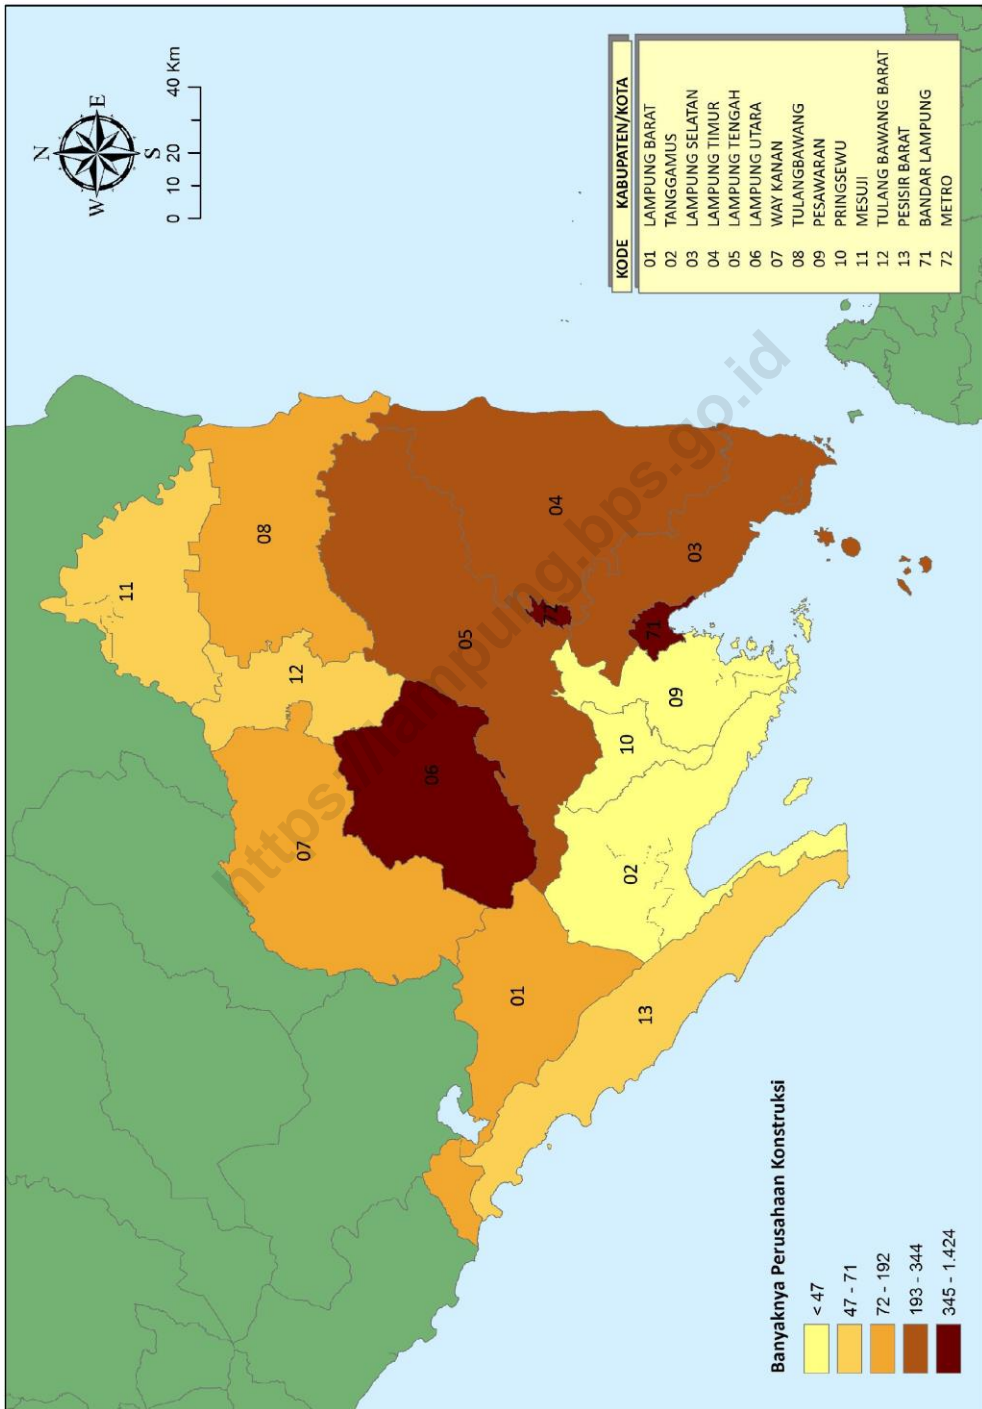 N
W
E
S
0 10 20 40 Km
KODE KABUPATEN/KOTA
01 LAMPUNG BARAT
02 TANGGAMUS
03 LAMPUNG SELATAN
04 LAMPUNG TIMUR
05 LAMPUNG TENGAH
06 LAMPUNG UTARA
07 WAY KANAN
08 TULANGBAWANG
09 PESAWARAN
10 PRINGSEWU
11 MESUJI
12 TULANG BAWANG BARAT
13 PESISIR BARAT
71 BANDAR LAMPUNG
72 METRO
11
08
12
07
06
05
04
72
03
71
10
09
02
01
13
https://lampung.bps.go.id
Banyaknya Perusahaan Konstruksi
< 47
47 - 71
72 - 192
193 - 344
345 - 1.424